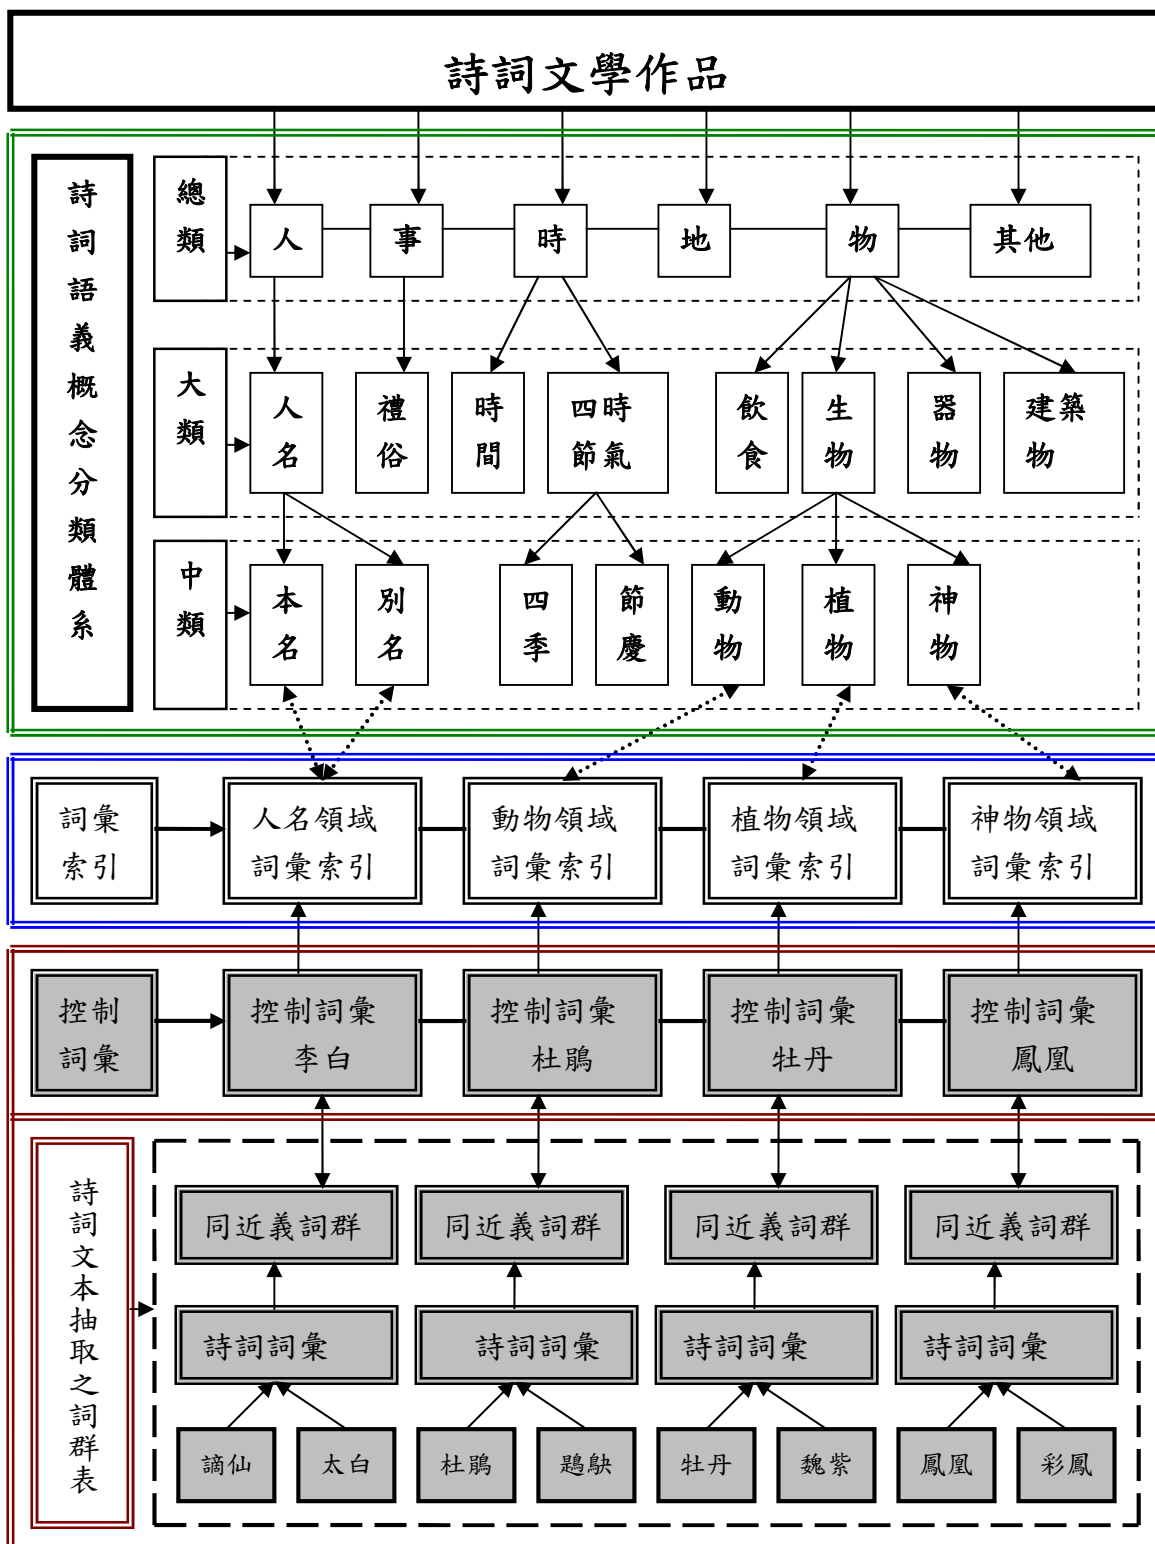 詩詞文學作品
詩詞語義概念分類體系
總類
人
事
時
地
物
其他
大類
人名
禮俗
時間
四時
節氣
飲食
生物
器物
建築
物
中類
本名
別名
四季
節慶
動物
植物
神物
詞彙
索引
人名領域
詞彙索引
動物領域
詞彙索引
植物領域
詞彙索引
神物領域
詞彙索引
控制
詞彙
控制詞彙
李白
控制詞彙
杜鵑
控制詞彙
牡丹
控制詞彙
鳳凰
詩詞文本抽取之詞群表
同近義詞群
同近義詞群
同近義詞群
同近義詞群
詩詞詞彙
詩詞詞彙
詩詞詞彙
詩詞詞彙
謫仙
太白
杜鵑
鶗鴃
牡丹
魏紫
鳳凰
彩鳳